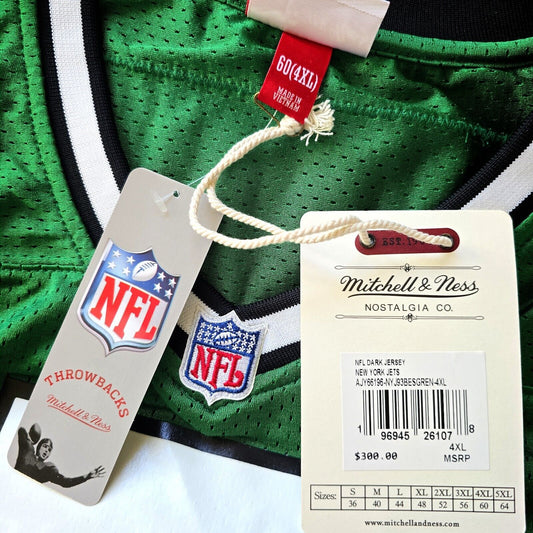 60(4XL)
MADE IN
VIETNAM
NFL
THROWBACKS
Mitchell & Ness
NFL
Mitchell & Ness
NOSTALGIA CO.
NFL DARK JERSEY
NEW YORK JETS
AJY66196-NYJ93BESGREN-4XL
1 96945 26107 8
4XL
$300.00 MSRP
Sizes: S M L XL 2XL 3XL 4XL 5XL
36 40 44 48 52 56 60 64
www.mitchellandness.com